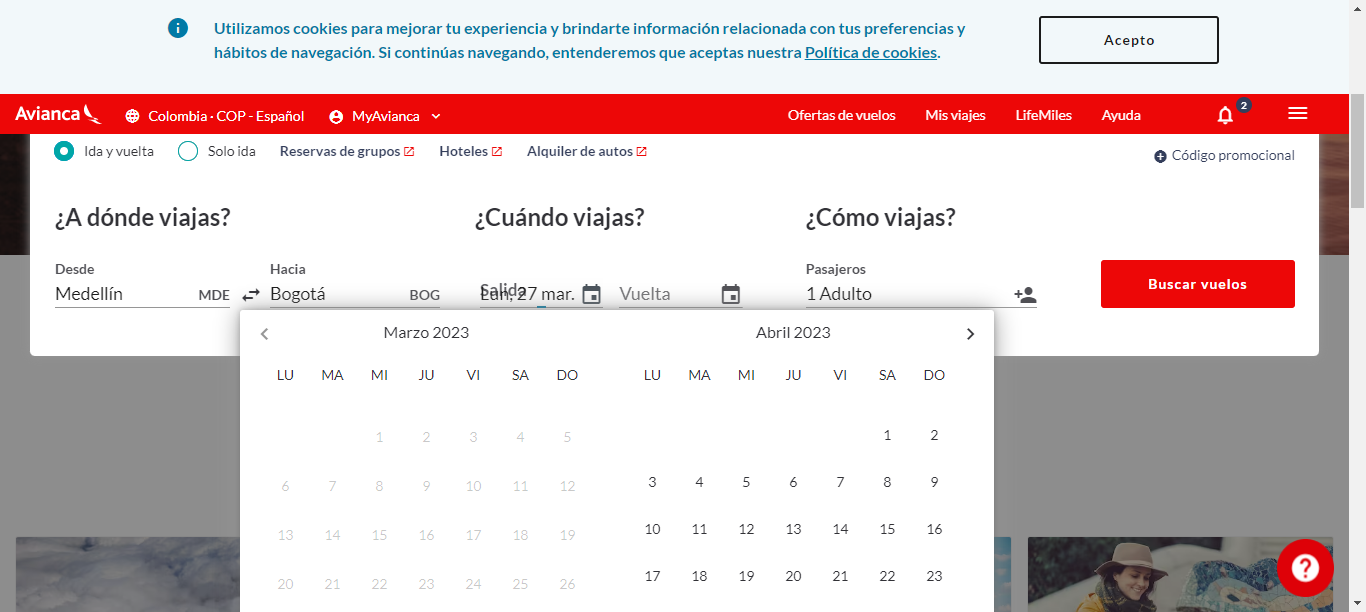 Utilizamos cookies para mejorar tu experiencia y brindarte información relacionada con tus preferencias y
hábitos de navegación. Si continúas navegando, entenderemos que aceptas nuestra Política de cookies.
Acepto
Avianca
Colombia · COP - Español
MyAvianca
Ofertas de vuelos
Mis viajes
LifeMiles
Ayuda
2
Ida y vuelta
Solo ida
Reservas de grupos
Hoteles
Alquiler de autos
Código promocional
¿A dónde viajas?
¿Cuándo viajas?
¿Cómo viajas?
Desde
Hacia
Pasajeros
Medellín
MDE
Bogotá
BOG
Salida
Lun, 27 mar.
Vuelta
1 Adulto
Buscar vuelos
Marzo 2023
LU MA MI JU VI SA DO
1 2 3 4 5
6 7 8 9 10 11 12
13 14 15 16 17 18 19
20 21 22 23 24 25 26
Abril 2023
LU MA MI JU VI SA DO
1 2
3 4 5 6 7 8 9
10 11 12 13 14 15 16
17 18 19 20 21 22 23
?